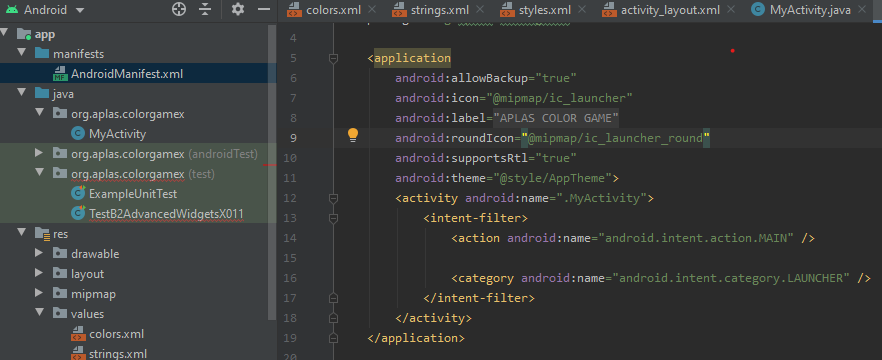 Android
app
manifests
AndroidManifest.xml
java
org.aplas.colorgamex
MyActivity
org.aplas.colorgamex (androidTest)
org.aplas.colorgamex (test)
ExampleUnitTest
TestB2AdvancedWidgetsX011
res
drawable
layout
mipmap
values
colors.xml
strings.xml
colors.xml
strings.xml
styles.xml
activity_layout.xml
MyActivity.java
4
5 <application
6 android:allowBackup="true"
7 android:icon="@mipmap/ic_launcher"
8 android:label="APLAS COLOR GAME"
9 android:roundIcon="@mipmap/ic_launcher_round"
10 android:supportsRtl="true"
11 android:theme="@style/AppTheme">
12 <activity android:name=".MyActivity">
13 <intent-filter>
14 <action android:name="android.intent.action.MAIN" />
15
16 <category android:name="android.intent.category.LAUNCHER" />
17 </intent-filter>
18 </activity>
19 </application>
20